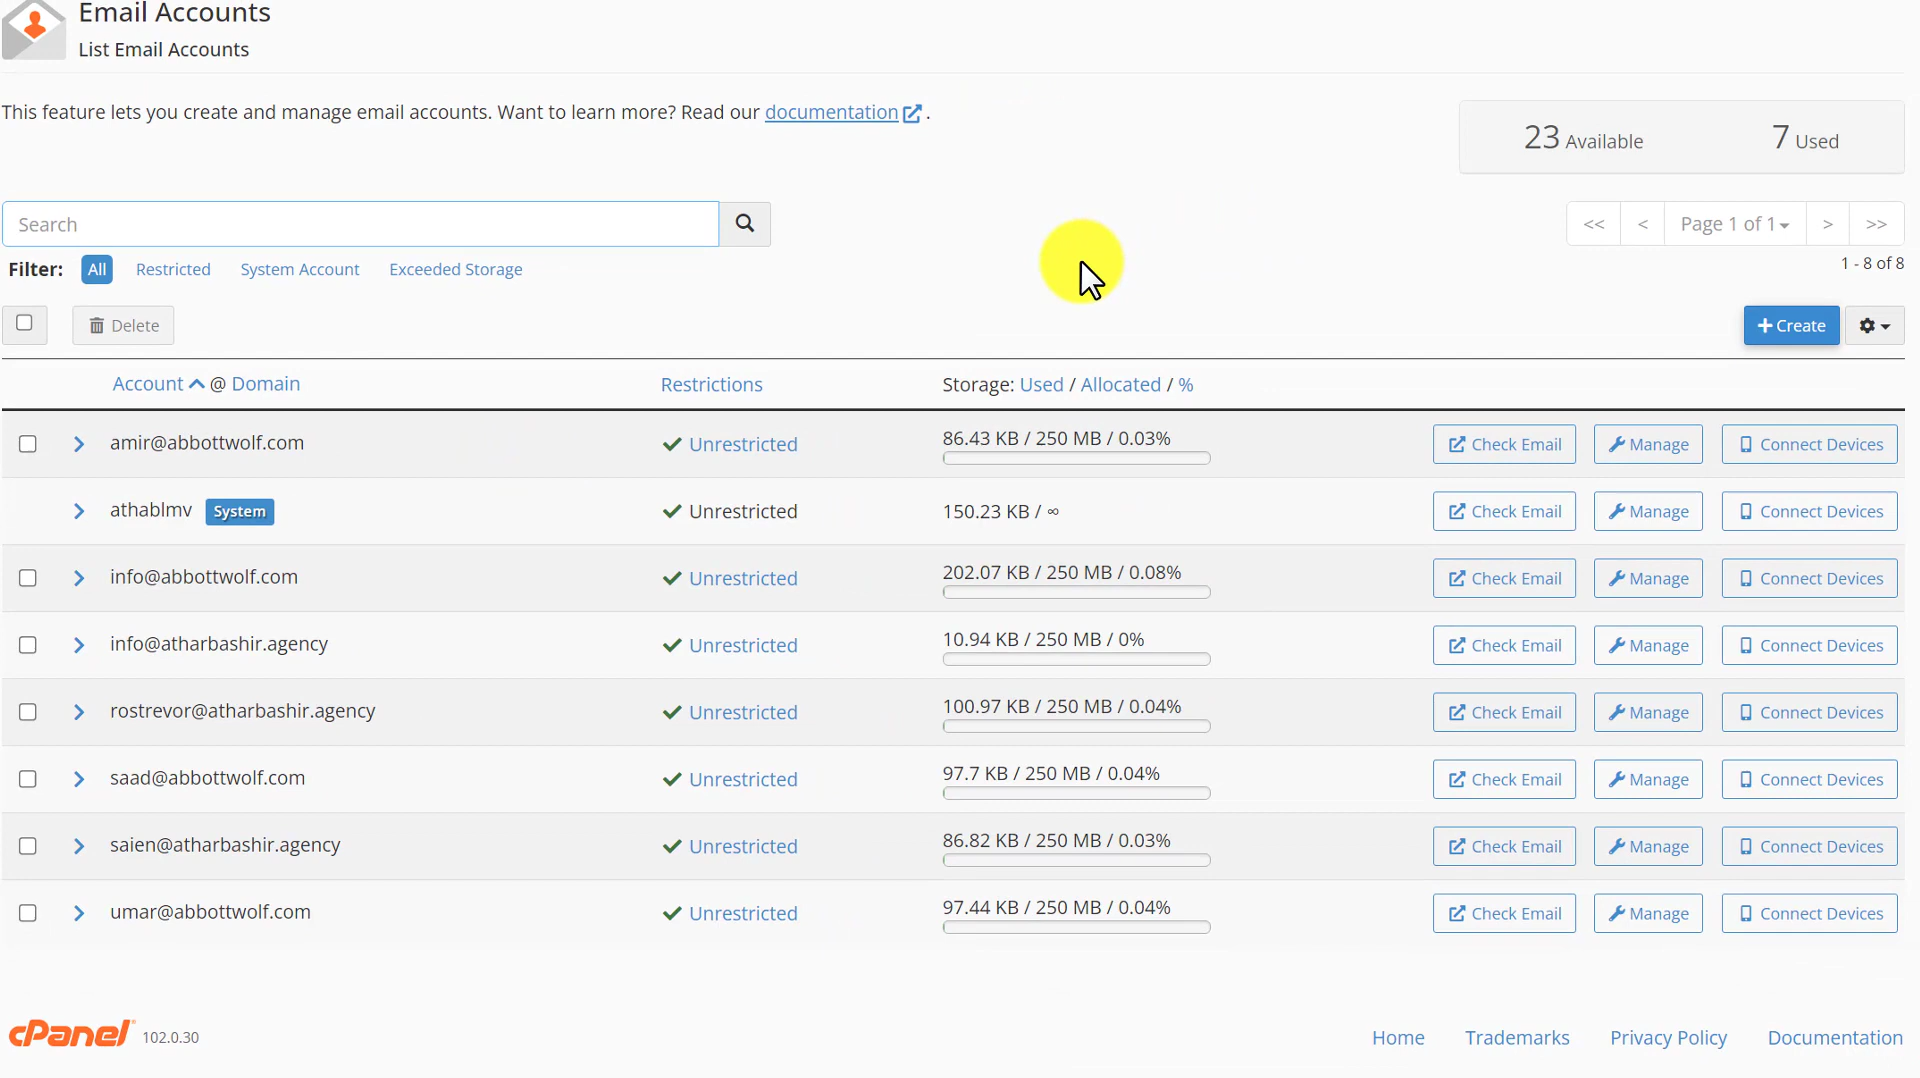 Email Accounts
List Email Accounts
This feature lets you create and manage email accounts. Want to learn more? Read our documentation .
23 Available 7 Used
Search
<< < Page 1 of 1 > >>
Filter: All Restricted System Account Exceeded Storage
1 - 8 of 8
Delete
+ Create
Account @ Domain Restrictions Storage: Used / Allocated / %
amir@abbottwolf.com Unrestricted 86.43 KB / 250 MB / 0.03% Check Email Manage Connect Devices
athablmv System Unrestricted 150.23 KB / ∞ Check Email Manage Connect Devices
info@abbottwolf.com Unrestricted 202.07 KB / 250 MB / 0.08% Check Email Manage Connect Devices
info@atharbashir.agency Unrestricted 10.94 KB / 250 MB / 0% Check Email Manage Connect Devices
rostrevor@atharbashir.agency Unrestricted 100.97 KB / 250 MB / 0.04% Check Email Manage Connect Devices
saad@abbottwolf.com Unrestricted 97.7 KB / 250 MB / 0.04% Check Email Manage Connect Devices
saien@atharbashir.agency Unrestricted 86.82 KB / 250 MB / 0.03% Check Email Manage Connect Devices
umar@abbottwolf.com Unrestricted 97.44 KB / 250 MB / 0.04% Check Email Manage Connect Devices
cPanel 102.0.30 Home Trademarks Privacy Policy Documentation